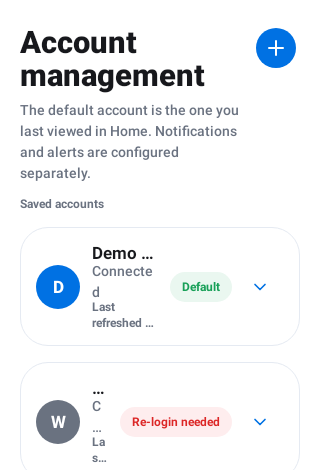 Account
management
The default account is the one you
last viewed in Home. Notifications
and alerts are configured
separately.
Saved accounts
D
Demo ...
Connecte
d
Last
refreshed ...
Default
W
...
C
...
La
s...
Re-login needed